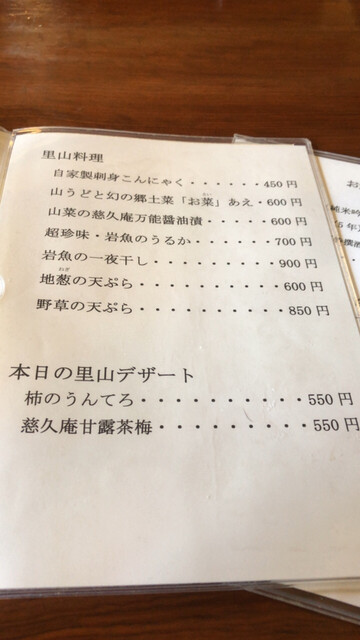 里山料理
自家製刺身こんにゃく・・・・・・450円
山うどと幻の郷土菜「お菜」あえ・600円
山菜の慈久庵万能醤油漬・・・・・600円
超珍味・岩魚のうるか・・・・・・700円
岩魚の一夜干し・・・・・・・・・900円
地葱の天ぷら・・・・・・・・・・600円
野草の天ぷら・・・・・・・・・・850円
本日の里山デザート
柿のうんてろ・・・・・・・・・・550円
慈久庵甘露茶梅・・・・・・・・・550円